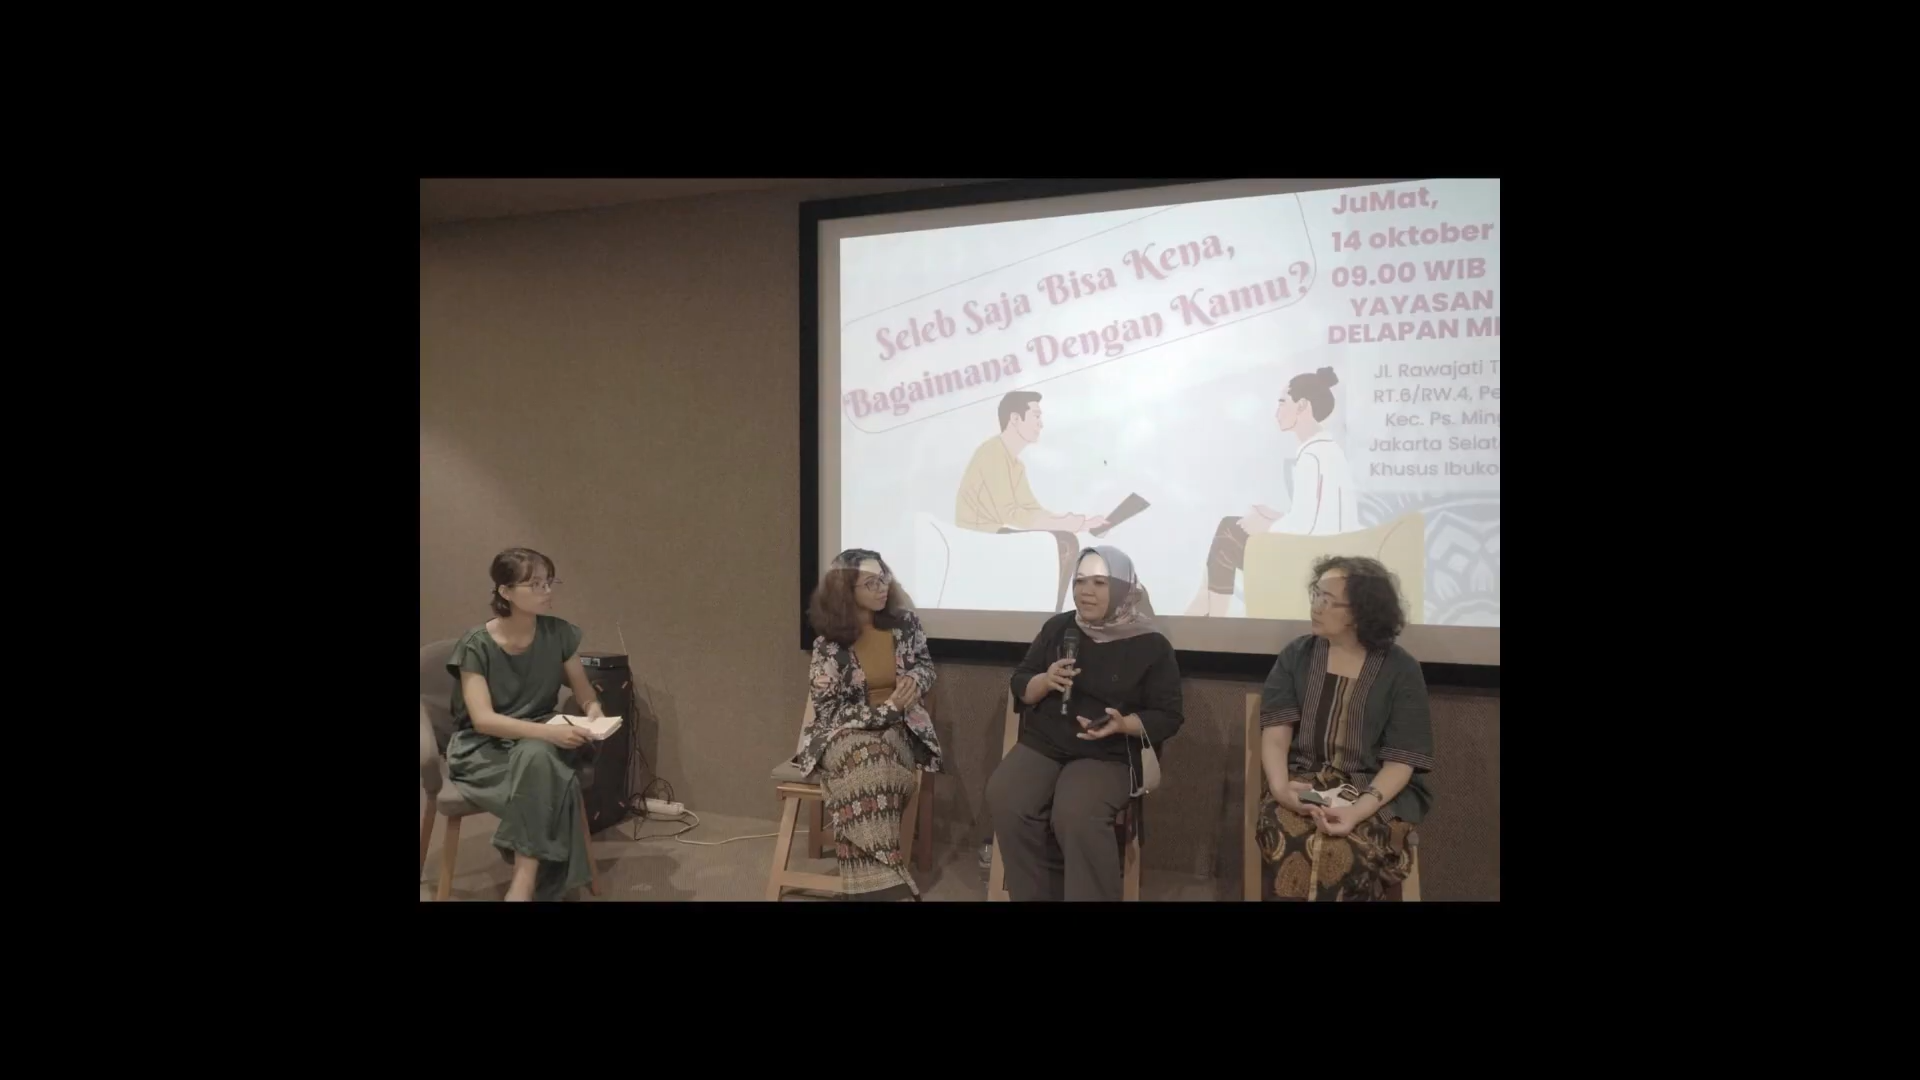 Seleb Saja Bisa Kena,
Bagaimana Dengan Kamu?
JuMat,
14 oktober
09.00 WIB
YAYASAN
DELAPAN
Jl. Rawajati
RT.6/RW.4,
Kec. Ps.
Jakarta
Khusus